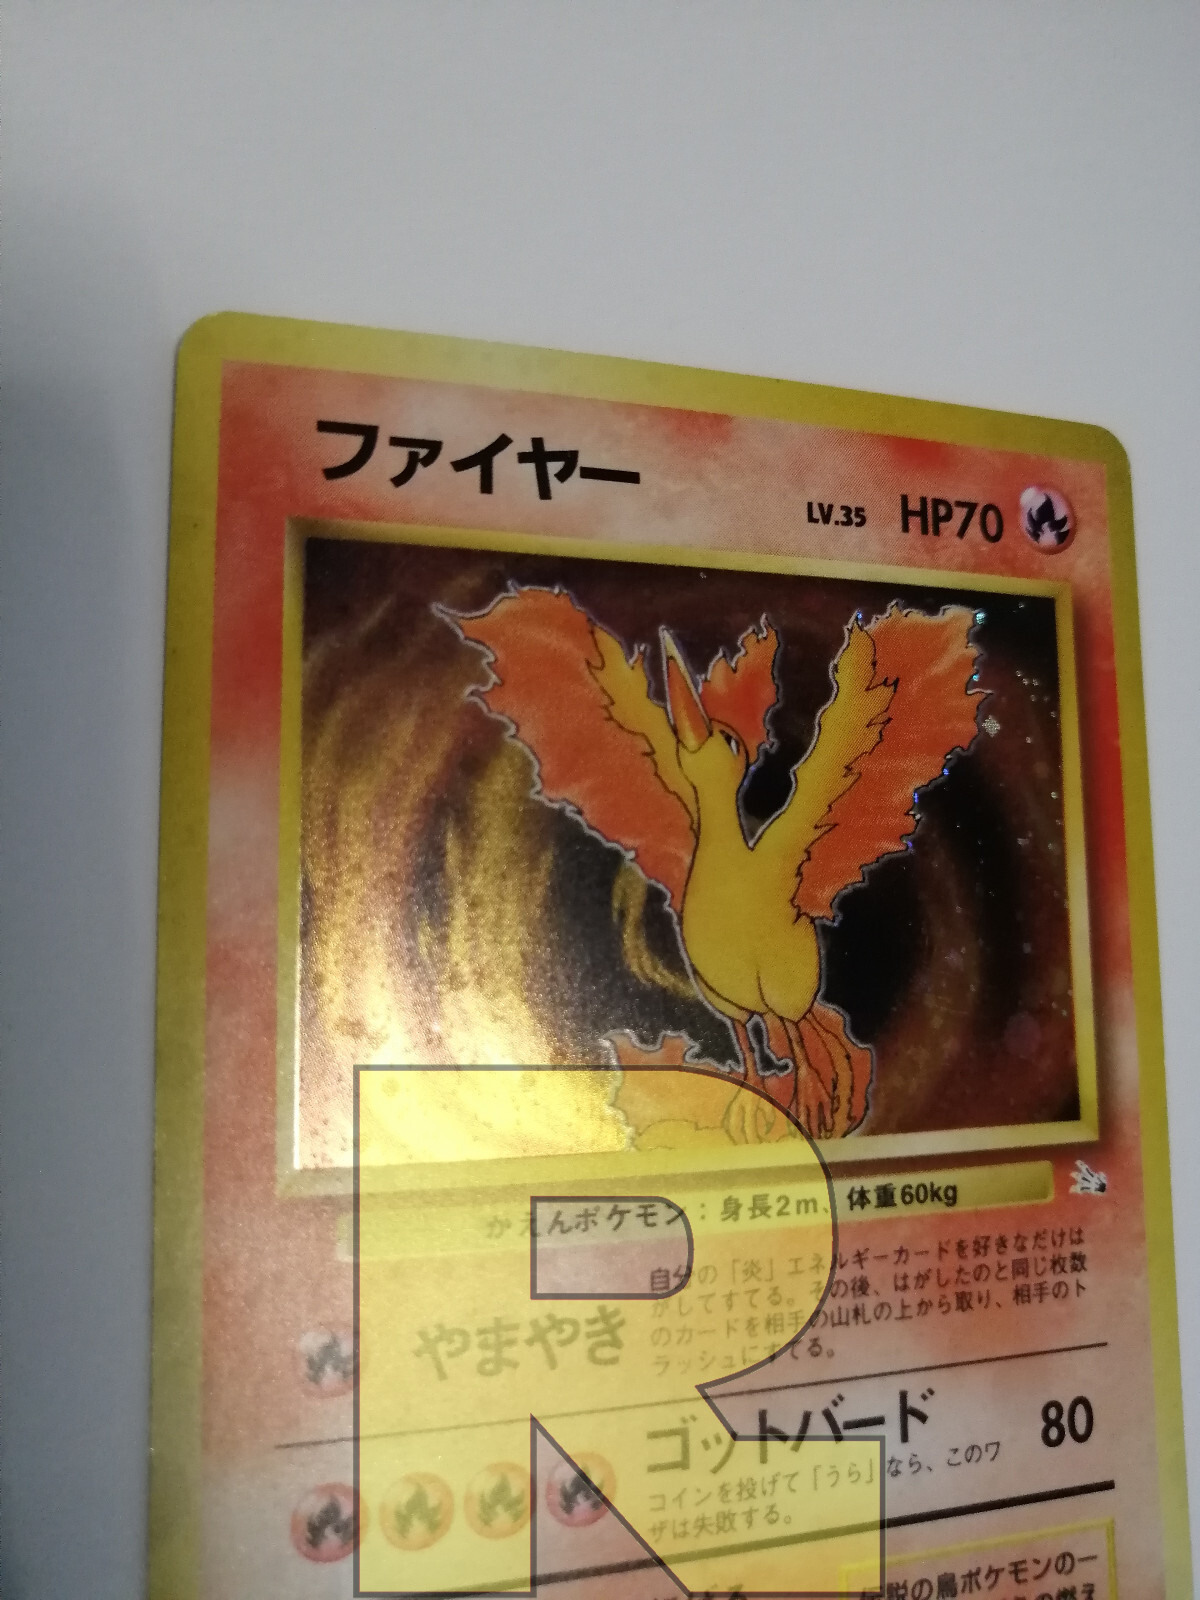 ファイヤー
LV.35 HP70
かえんポケモン：身長2m、体重60kg
やまやき
自分の「炎」エネルギーカードを好きなだけは
がしてすてる。その後、はがしたのと同じ枚数
のカードを相手の山札の上から取り、相手のト
ラッシュにすてる。
ゴッドバード 80
コインを投げて「うら」なら、このワ
ザは失敗する。
伝説の鳥ポケモンの一
の燃え
R